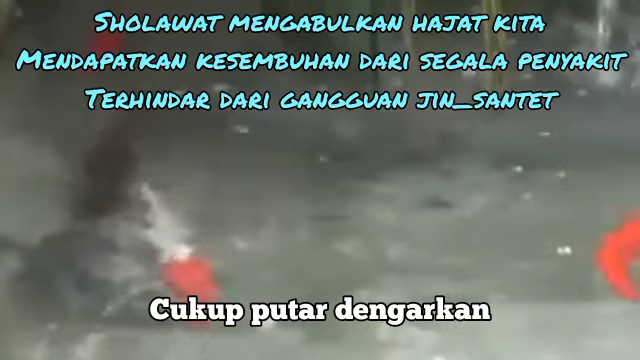 Sholawat mengabulkan hajat kita
Mendapatkan kesembuhan dari segala penyakit
Terhindar dari gangguan jin_santet
Cukup putar dengarkan